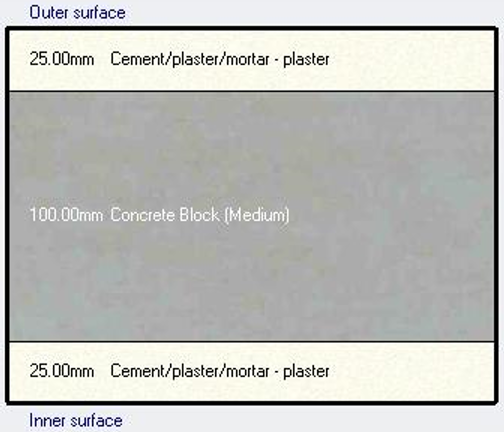 Outer surface
25.00mm Cement/plaster/mortar - plaster
100.00mm Concrete Block (Medium)
25.00mm Cement/plaster/mortar - plaster
Inner surface